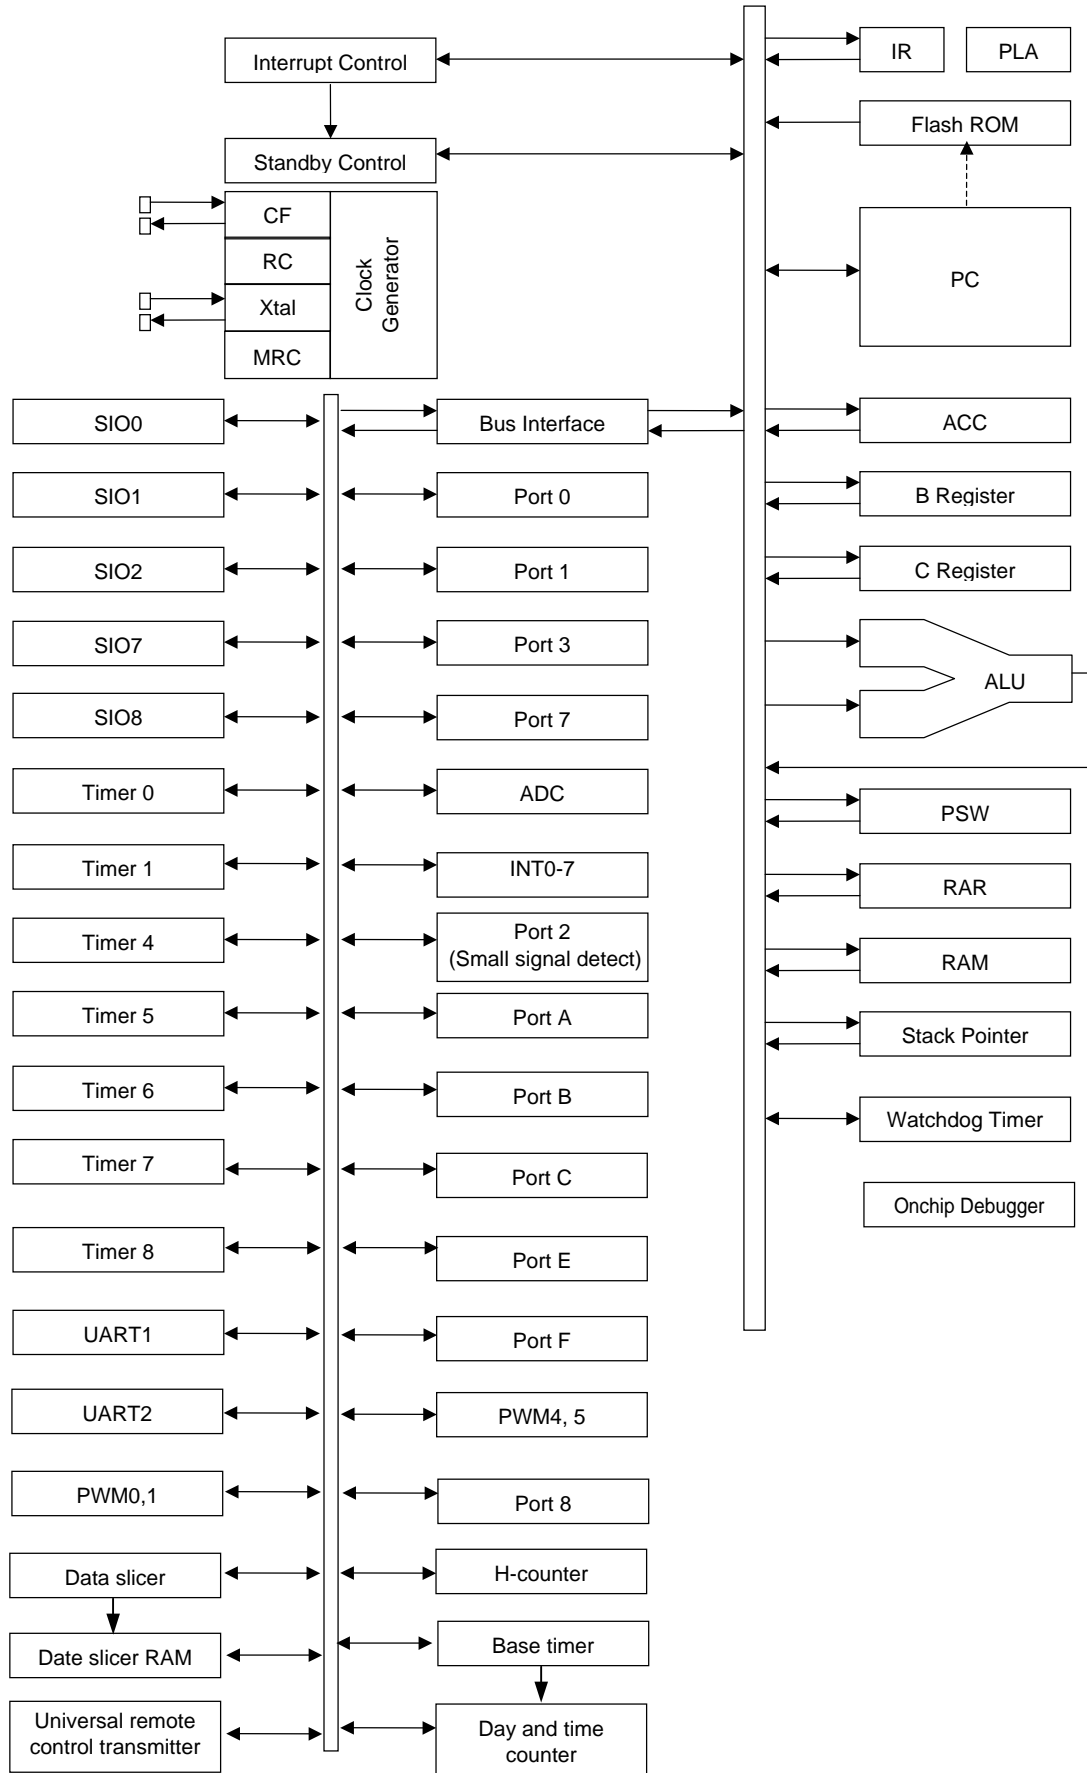 Interrupt Control
IR
PLA
Flash ROM
Standby Control
CF
RC
Xtal
MRC
Clock
Generator
PC
SIO0
Bus Interface
ACC
SIO1
Port 0
B Register
SIO2
Port 1
C Register
SIO7
Port 3
ALU
SIO8
Port 7
Timer 0
ADC
PSW
Timer 1
INT0-7
RAR
Timer 4
Port 2
(Small signal detect)
RAM
Timer 5
Port A
Stack Pointer
Timer 6
Port B
Watchdog Timer
Timer 7
Port C
Onchip Debugger
Timer 8
Port E
UART1
Port F
UART2
PWM4, 5
PWM0,1
Port 8
Data slicer
H-counter
Date slicer RAM
Base timer
Universal remote
control transmitter
Day and time
counter